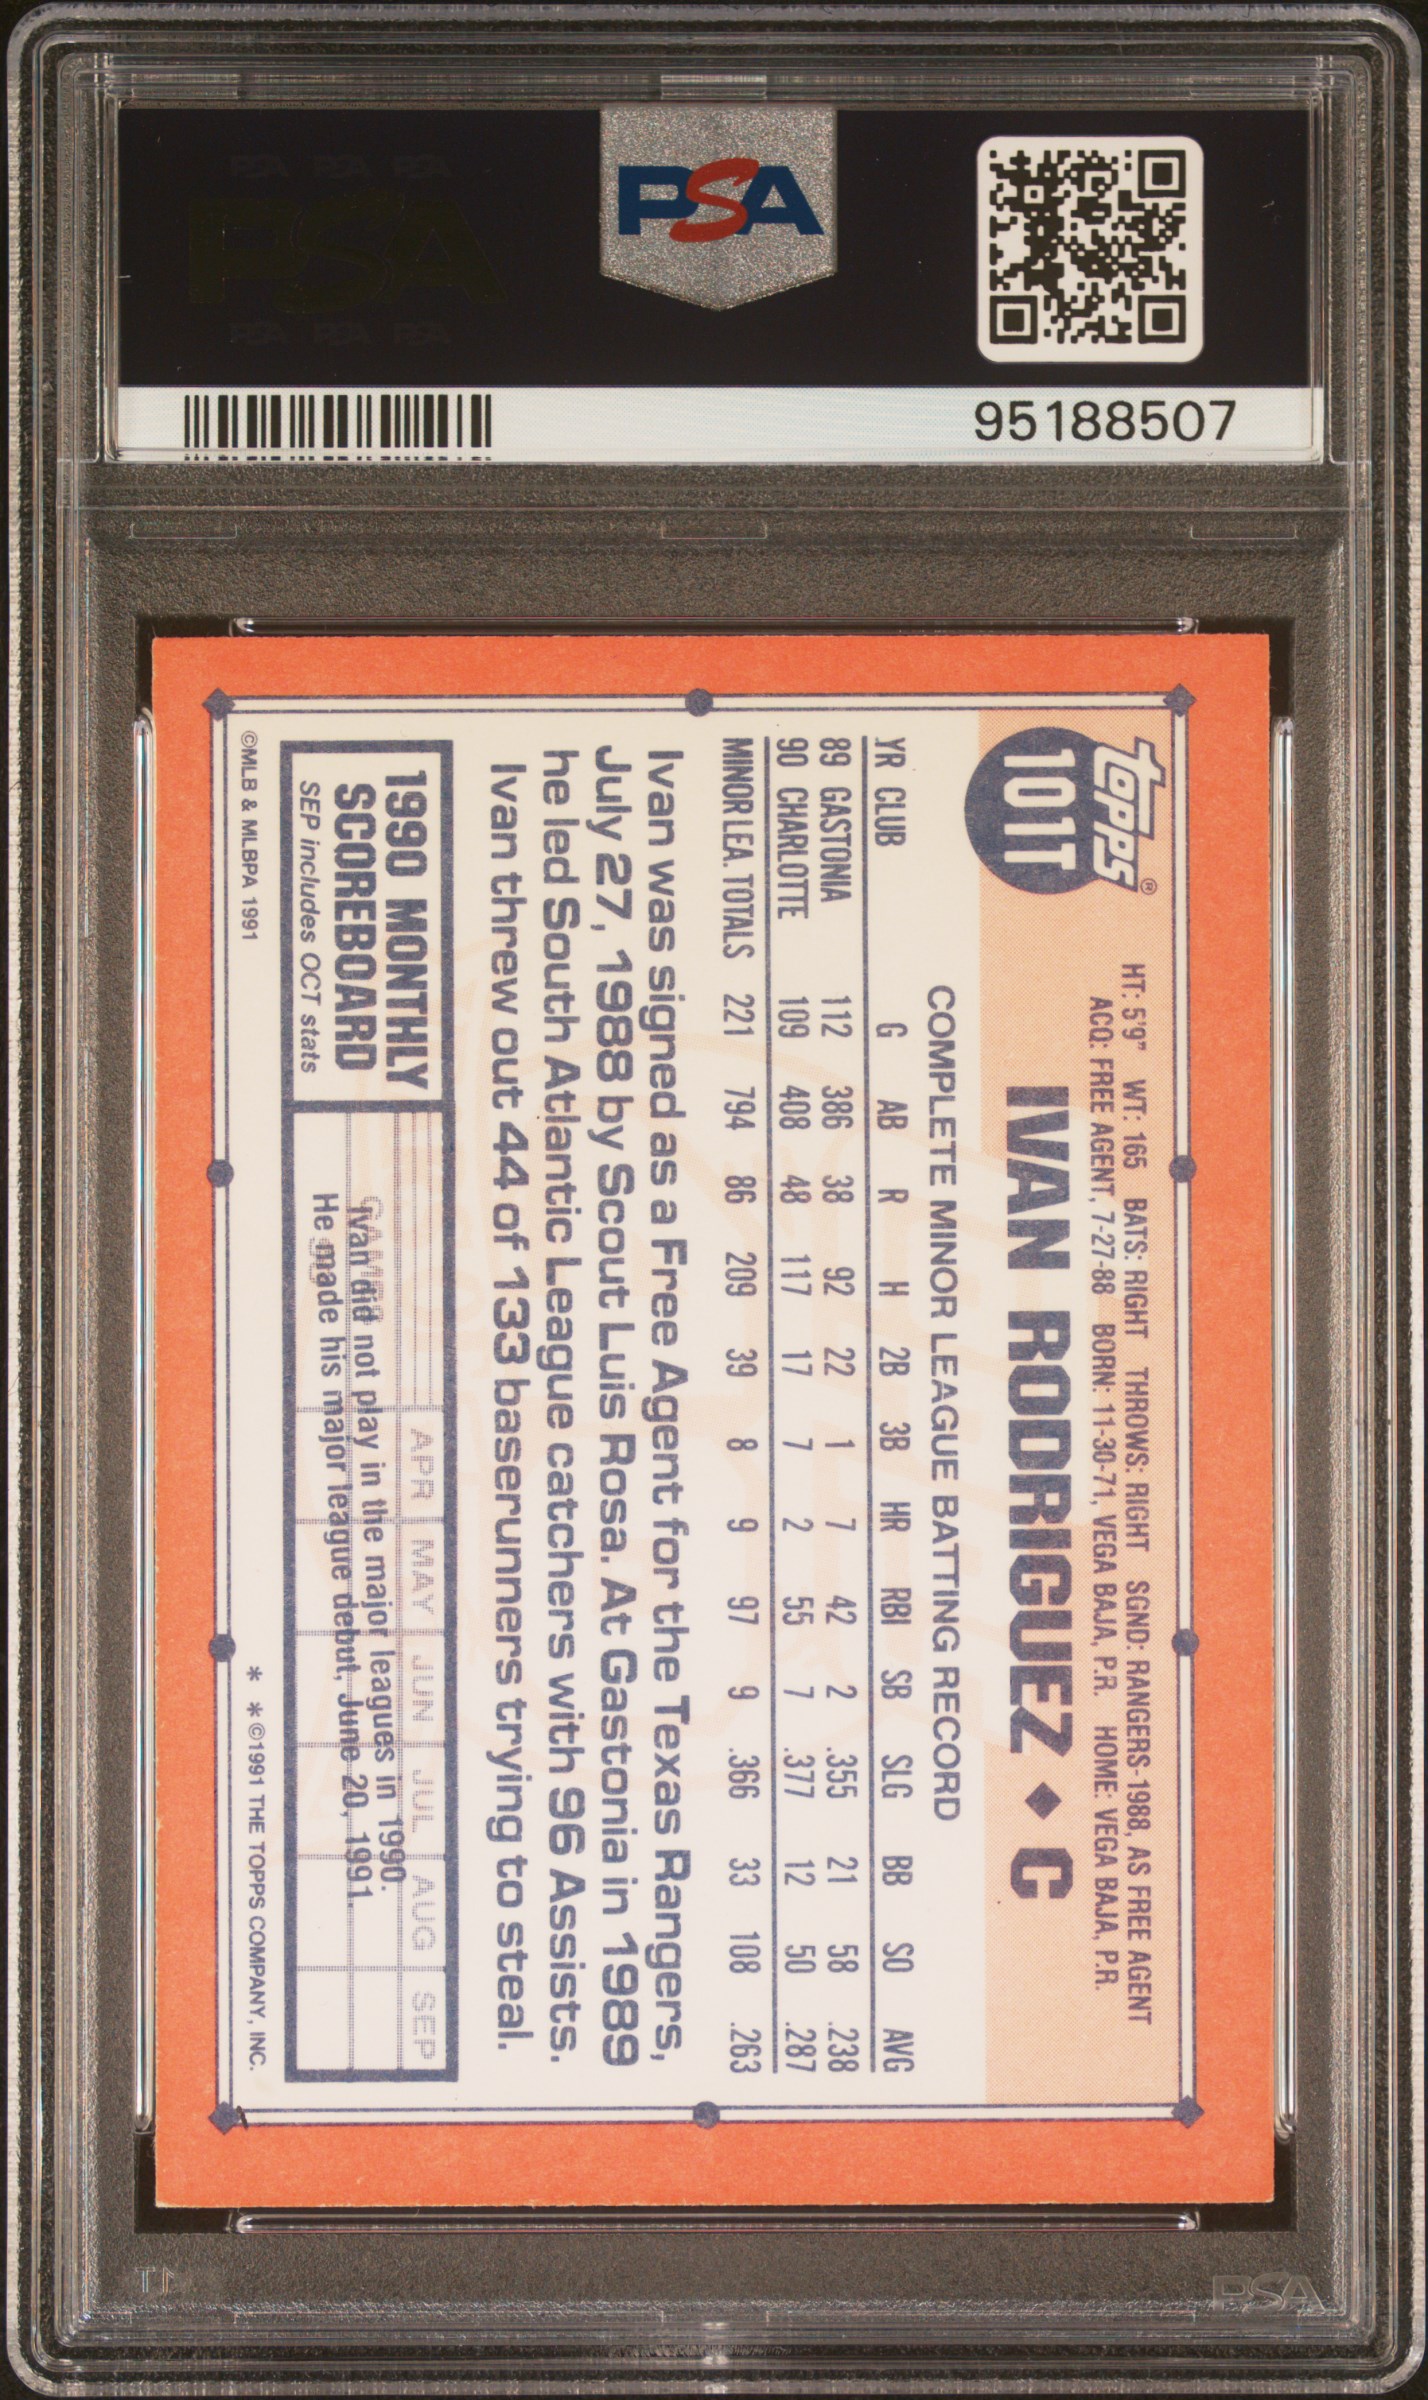 PSA PSA PSA
PSA
PSA PSA PSA
PSA
95188507
topps®
101T
HT: 5'9" WT: 165 BATS: RIGHT THROWS: RIGHT SGND: RANGERS-1988, AS FREE AGENT
ACQ: FREE AGENT, 7-27-88 BORN: 11-30-71, VEGA BAJA, P.R. HOME: VEGA BAJA, P.R.
IVAN RODRIGUEZ ♦ C
COMPLETE MINOR LEAGUE BATTING RECORD
YR CLUB G AB R H 2B 3B HR RBI SB SLG BB SO AVG
89 GASTONIA 112 386 38 92 22 1 7 42 2 .355 21 58 .238
90 CHARLOTTE 109 408 48 117 17 7 2 55 7 .377 12 50 .287
MINOR LEA. TOTALS 221 794 86 209 39 8 9 97 9 .366 33 108 .263
Ivan was signed as a Free Agent for the Texas Rangers,
July 27, 1988 by Scout Luis Rosa. At Gastonia in 1989
he led South Atlantic League catchers with 96 Assists.
Ivan threw out 44 of 133 baserunners trying to steal.
1990 MONTHLY
SCOREBOARD
SEP includes OCT stats
APR MAY JUN JUL AUG SEP
Ivan did not play in the major leagues in 1990.
He made his major league debut, June 20, 1991.
©MLB & MLBPA 1991
* * ©1991 THE TOPPS COMPANY, INC.
PSA